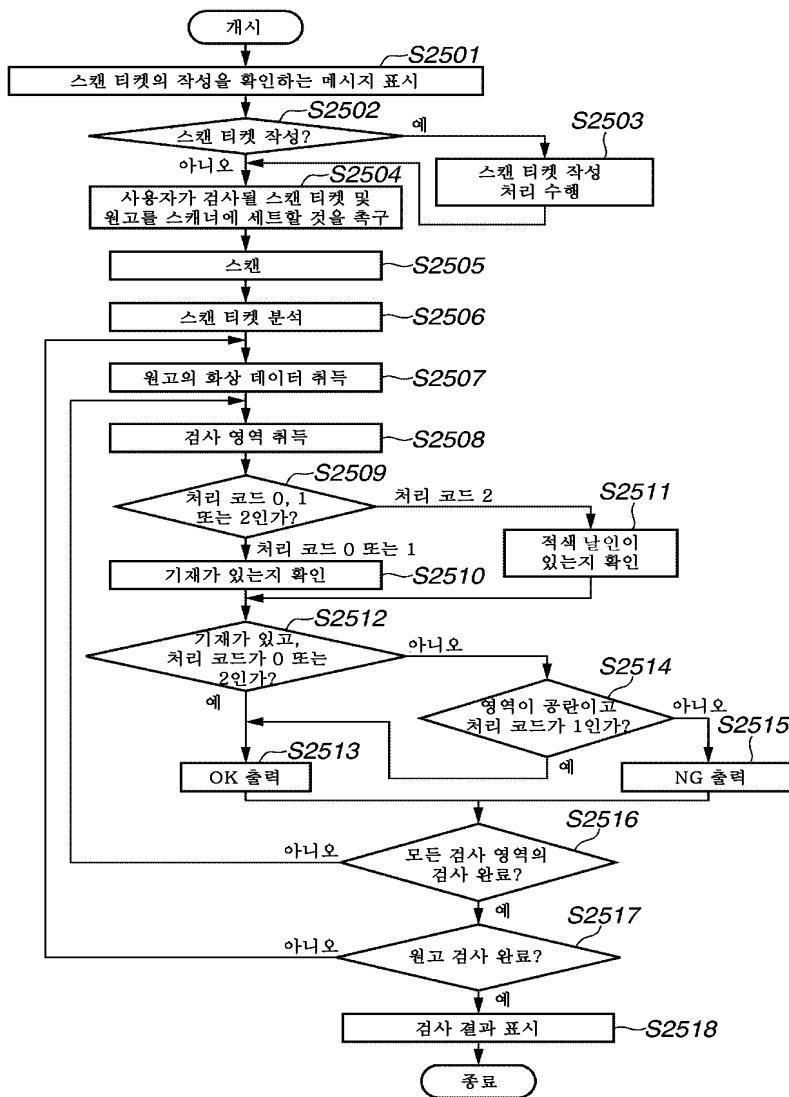 개시
S2501
스캔 티켓의 작성을 확인하는 메시지 표시
S2502
스캔 티켓 작성?
예
아니오
S2503
스캔 티켓 작성
처리 수행
S2504
사용자가 검사될 스캔 티켓 및
원고를 스캐너에 세트할 것을 촉구
스캔
S2505
스캔 티켓 분석
S2506
원고의 화상 데이터 취득
S2507
검사 영역 취득
S2508
S2509
처리 코드 0, 1
또는 2인가?
처리 코드 2
처리 코드 0 또는 1
S2511
적색 날인이
있는지 확인
기재가 있는지 확인
S2510
S2512
기재가 있고,
처리 코드가 0 또는
2인가?
아니오
예
S2514
영역이 공란이고
처리 코드가 1인가?
아니오
예
S2513
OK 출력
S2515
NG 출력
S2516
모든 검사 영역의
검사 완료?
아니오
예
S2517
원고 검사 완료?
아니오
예
검사 결과 표시
S2518
종료